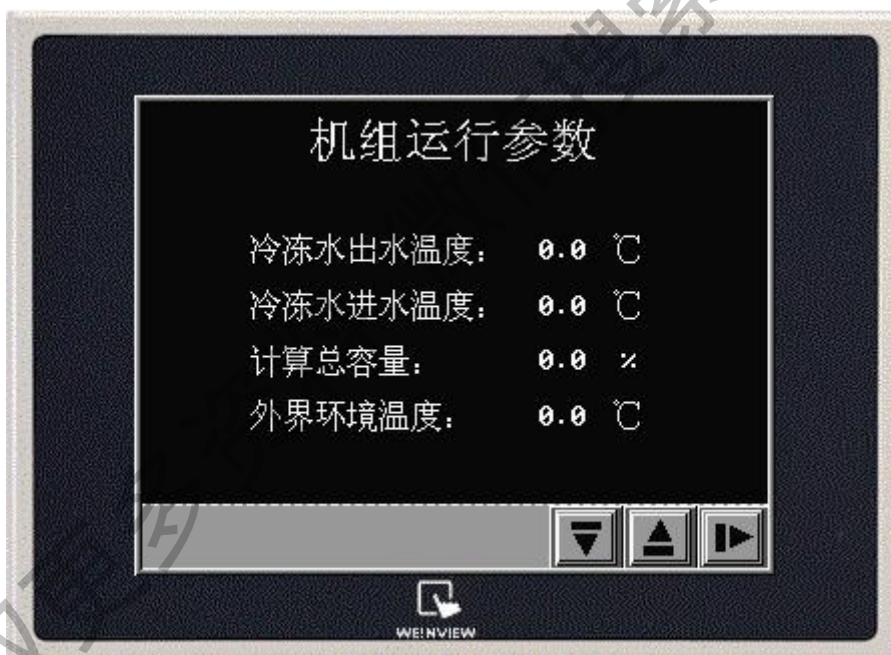 机组运行参数
冷冻水出水温度: 0.0 ℃
冷冻水进水温度: 0.0 ℃
计算总容量: 0.0 %
外界环境温度: 0.0 ℃
WEINVIEW